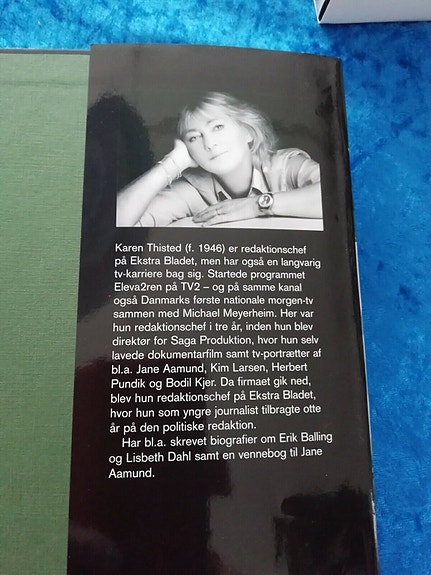 Karen Thisted (f. 1946) er redaktionschef
på Ekstra Bladet, men har også en langvarig
tv-karriere bag sig. Startede programmet
Eleva2ren på TV2 – og på samme kanal
også Danmarks første nationale morgen-tv
sammen med Michael Meyerheim. Her var
hun redaktionschef i tre år, inden hun blev
direktør for Saga Produktion, hvor hun selv
lavede dokumentarfilm samt tv-portrætter af
bl.a. Jane Aamund, Kim Larsen, Herbert
Pundik og Bodil Kjer. Da firmaet gik ned,
blev hun redaktionschef på Ekstra Bladet,
hvor hun som yngre journalist tilbragte otte
år på den politiske redaktion.
Har bl.a. skrevet biografier om Erik Balling
og Lisbeth Dahl samt en vennebog til Jane
Aamund.